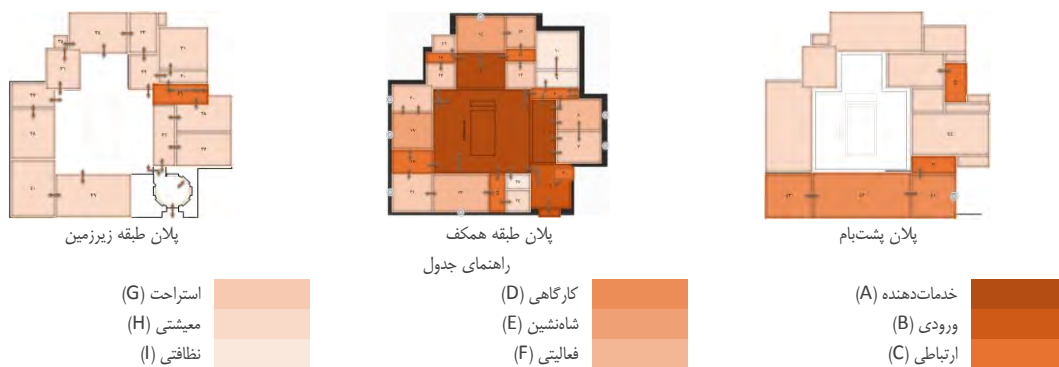 پلان پشت‌بام
پلان طبقه همکف
پلان طبقه زیرزمین
راهنمای جدول
خدمات‌دهنده (A)
ورودی (B)
ارتباطی (C)
کارگاهی (D)
شاه‌نشین (E)
فعالیتی (F)
استراحت (G)
معیشتی (H)
نظافتی (I)